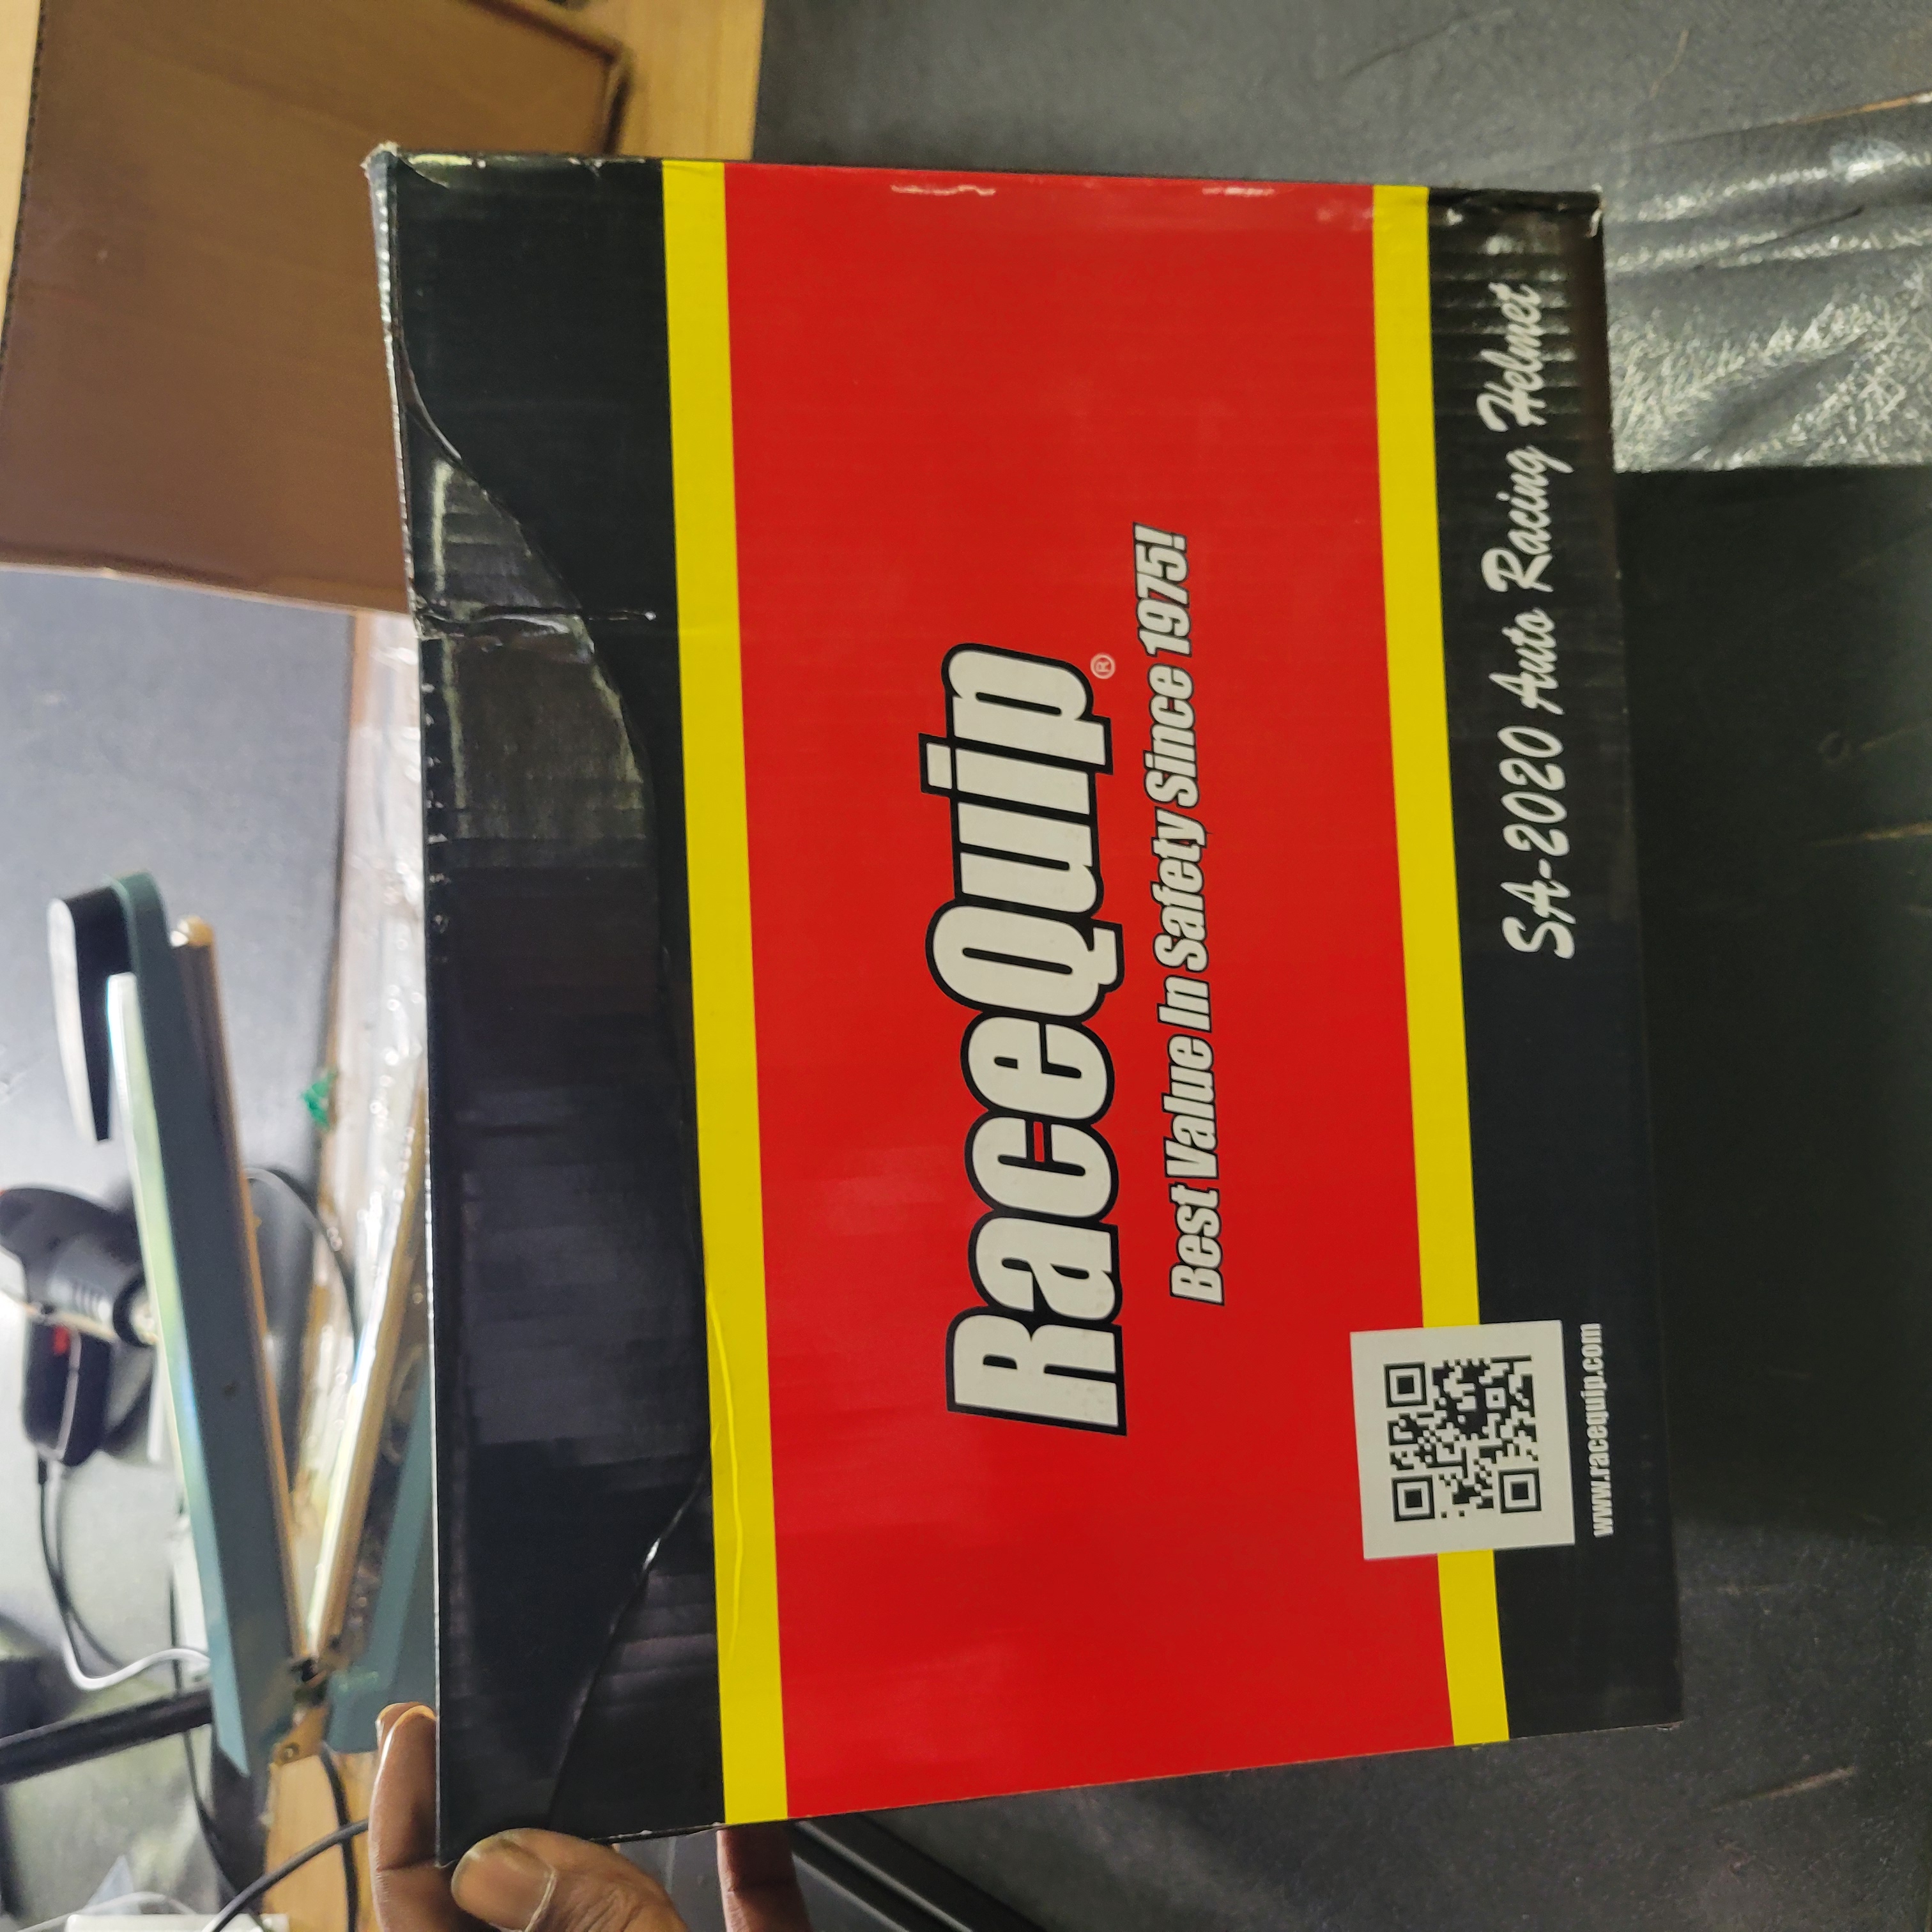 RaceQuip®
Best Value In Safety Since 1975!
SA-2020 Auto Racing Helmet
www.racequip.com